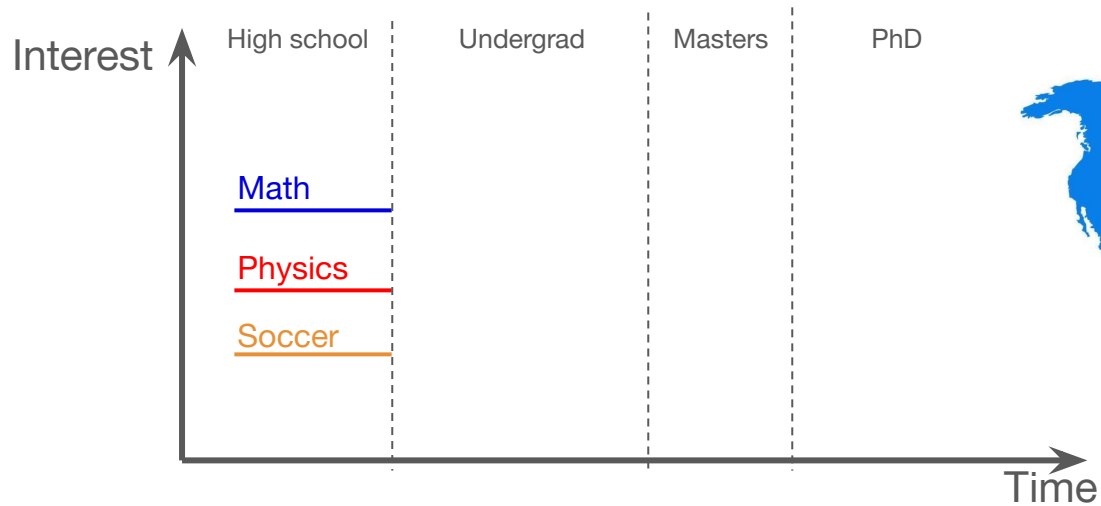 High school
Undergrad
Masters
PhD
Interest
Math
Physics
Soccer
Time